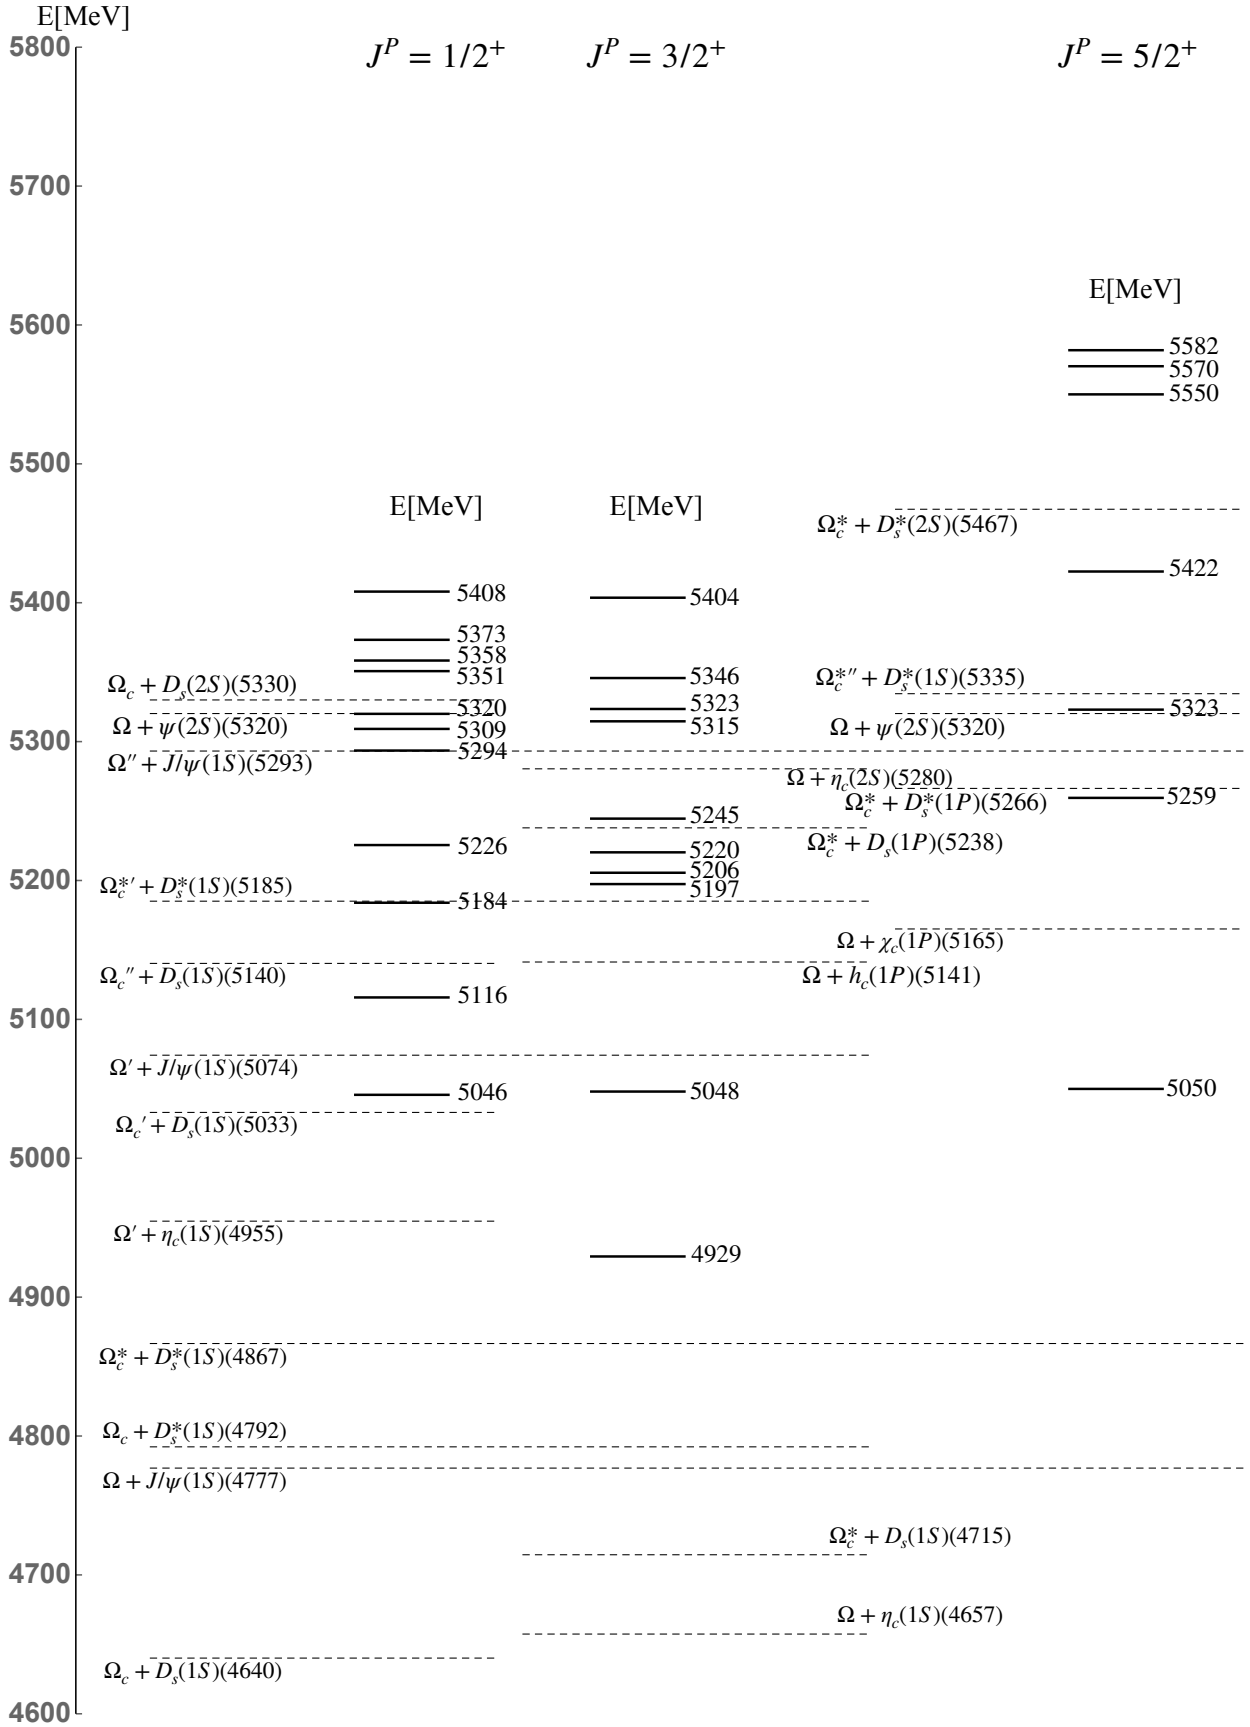 E[MeV]
5800
J^P = 1/2^+
J^P = 3/2^+
J^P = 5/2^+
5700
E[MeV]
5600
5582
5570
5550
5500
E[MeV]
E[MeV]
Ω_c^* + D_s^*(2S)(5467)
5422
5400
5408
5404
5373
5358
5351
5346
Ω_c^*′′ + D_s^*(1S)(5335)
Ω_c + D_s(2S)(5330)
5320
5323
5323
Ω + ψ(2S)(5320)
5309
5315
Ω + ψ(2S)(5320)
5300
5294
Ω′′ + J/ψ(1S)(5293)
Ω + η_c(2S)(5280)
Ω_c^* + D_s^*(1P)(5266)
5259
5245
5226
5220
Ω_c^* + D_s(1P)(5238)
5206
5197
5200
Ω_c^*′ + D_s^*(1S)(5185)
5184
Ω + χ_c(1P)(5165)
Ω_c′′ + D_s(1S)(5140)
Ω + h_c(1P)(5141)
5116
5100
Ω′ + J/ψ(1S)(5074)
5046
5048
5050
Ω_c′ + D_s(1S)(5033)
5000
Ω′ + η_c(1S)(4955)
4929
4900
Ω_c^* + D_s^*(1S)(4867)
4800
Ω_c + D_s^*(1S)(4792)
Ω + J/ψ(1S)(4777)
Ω_c^* + D_s(1S)(4715)
4700
Ω + η_c(1S)(4657)
Ω_c + D_s(1S)(4640)
4600